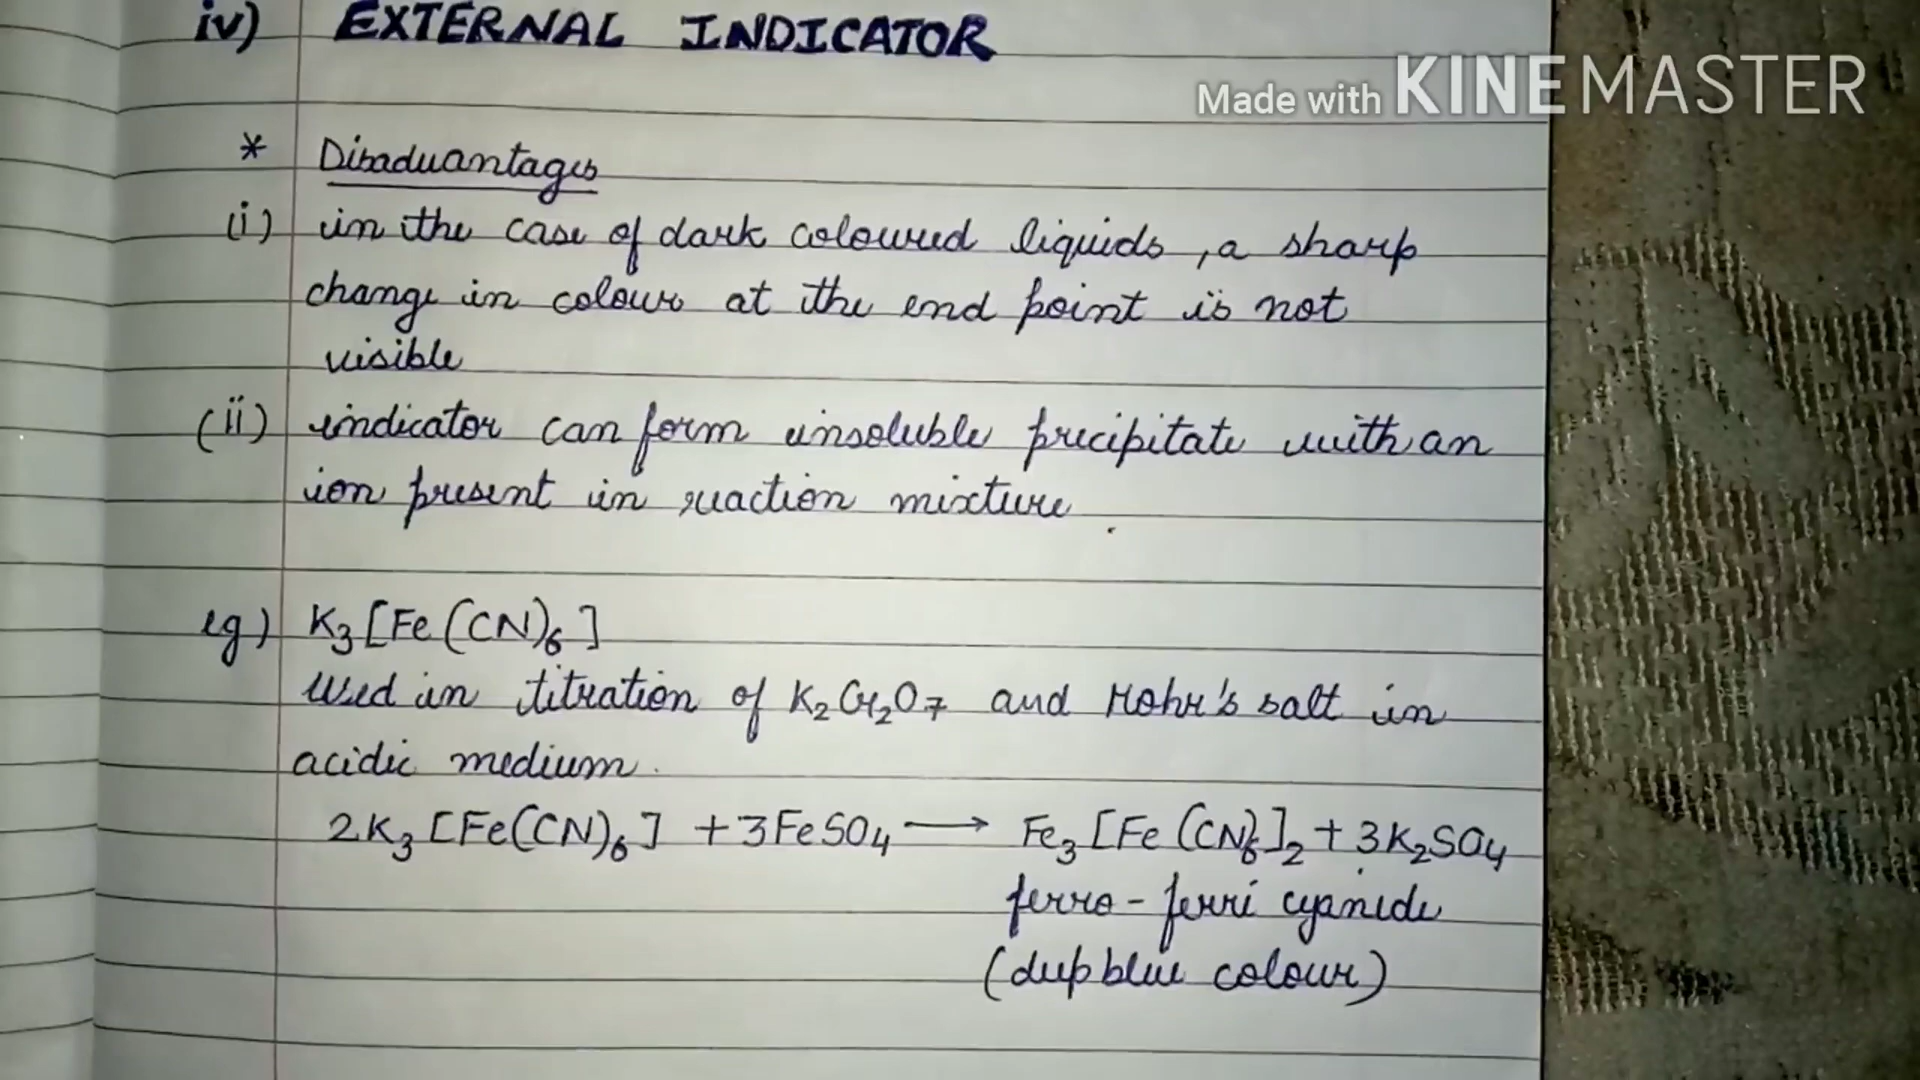 iv) EXTERNAL INDICATOR
Made with KINEMASTER
* Disadvantages
(i) in the case of dark coloured liquids, a sharp
change in colour at the end point is not
visible
(ii) indicator can form insoluble precipitate with an
ion present in reaction mixture.
eg) K₃[Fe(CN)₆]
Used in titration of K₂Cr₂O₇ and Mohr's salt in
acidic medium.
2K₃[Fe(CN)₆] + 3FeSO₄ ⟶ Fe₃[Fe(CN)₆]₂ + 3K₂SO₄
ferro-ferri cyanide
(deep blue colour)